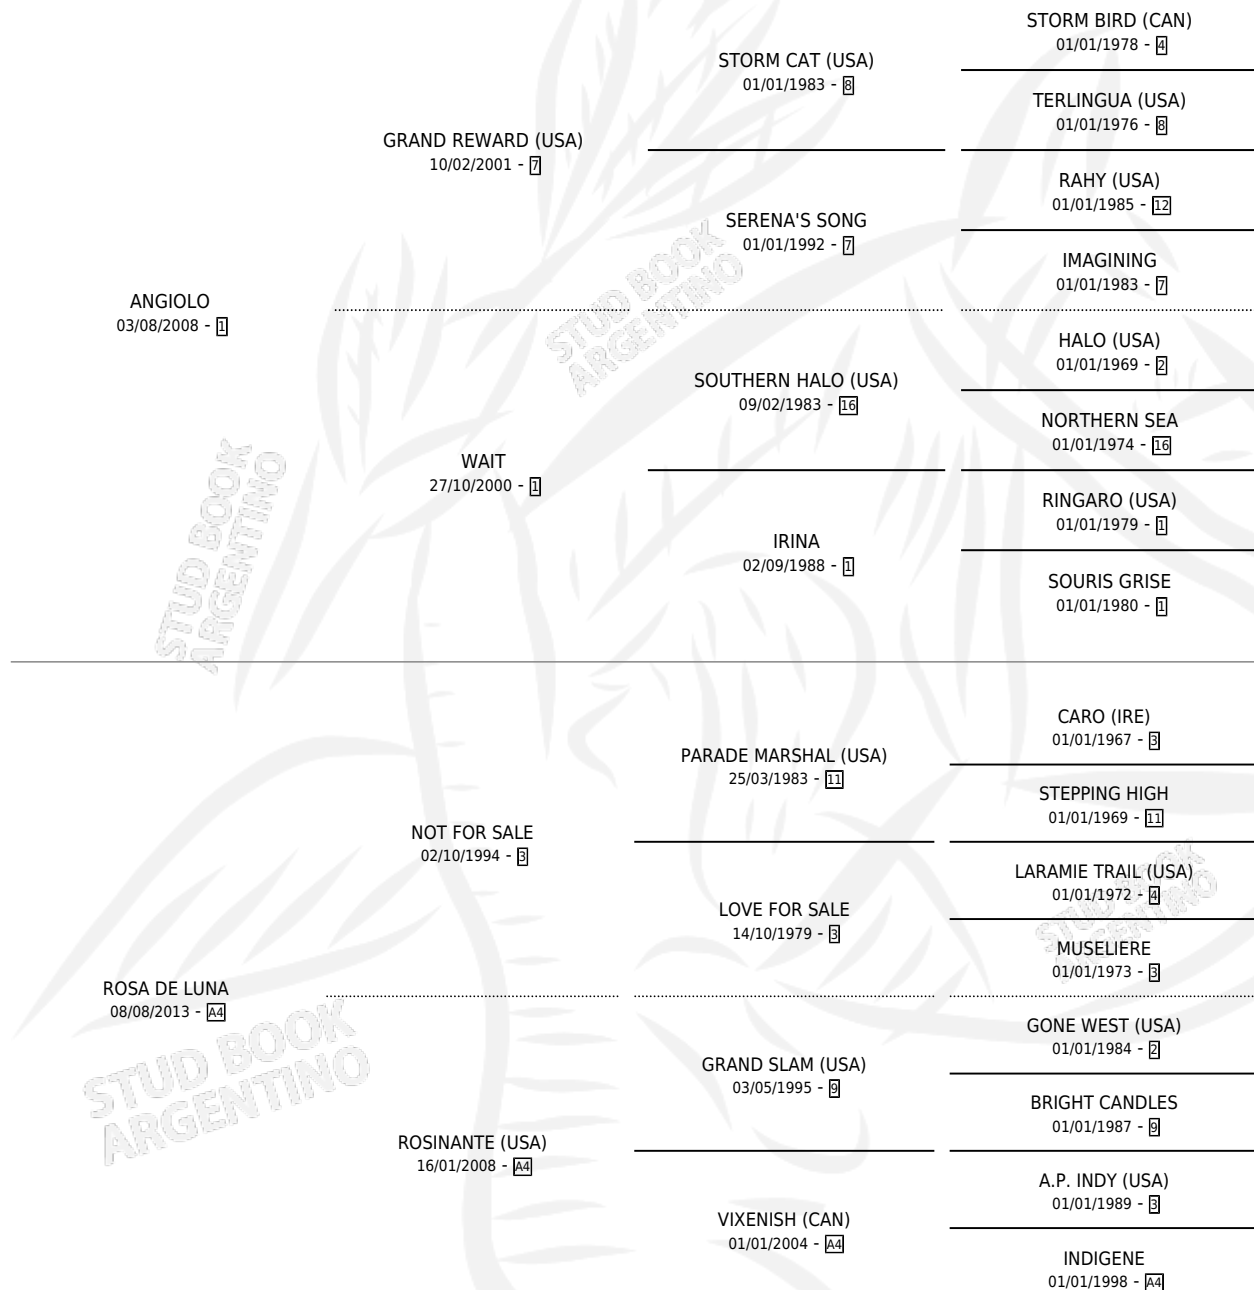 STORM BIRD (CAN)
01/01/1978 - 4
STORM CAT (USA)
01/01/1983 - 8
TERLINGUA (USA)
01/01/1976 - 8
GRAND REWARD (USA)
10/02/2001 - 7
RAHY (USA)
01/01/1985 - 12
SERENA'S SONG
01/01/1992 - 7
IMAGINING
01/01/1983 - 7
ANGIOLO
03/08/2008 - 1
HALO (USA)
01/01/1969 - 2
SOUTHERN HALO (USA)
09/02/1983 - 16
NORTHERN SEA
01/01/1974 - 16
WAIT
27/10/2000 - 1
RINGARO (USA)
01/01/1979 - 1
IRINA
02/09/1988 - 1
SOURIS GRISE
01/01/1980 - 1
STUD BOOK
ARGENTINO
STUD BOOK
ARGENTINO
CARO (IRE)
01/01/1967 - 3
PARADE MARSHAL (USA)
25/03/1983 - 11
STEPPING HIGH
01/01/1969 - 11
NOT FOR SALE
02/10/1994 - 3
LARAMIE TRAIL (USA)
01/01/1972 - 4
LOVE FOR SALE
14/10/1979 - 3
MUSELIERE
01/01/1973 - 3
STUD BOOK
ARGENTINO
ROSA DE LUNA
08/08/2013 - A4
GONE WEST (USA)
01/01/1984 - 2
GRAND SLAM (USA)
03/05/1995 - 9
BRIGHT CANDLES
01/01/1987 - 9
STUD BOOK
ARGENTINO
ROSINANTE (USA)
16/01/2008 - A4
A.P. INDY (USA)
01/01/1989 - 3
VIXENISH (CAN)
01/01/2004 - A4
INDIGENE
01/01/1998 - A4